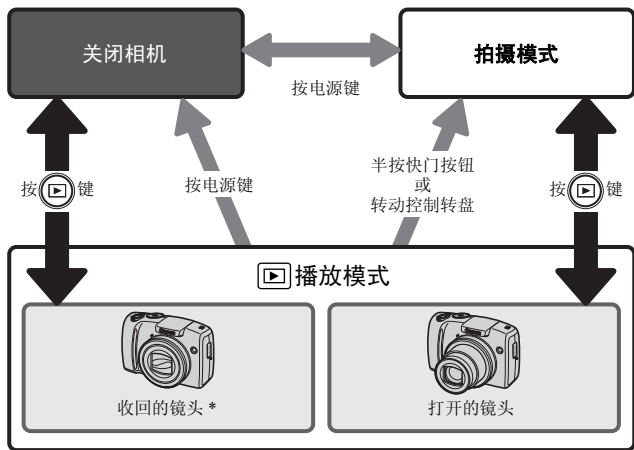 关闭相机
拍摄模式
按电源键
按键
按电源键
半按快门按钮
或
转动控制转盘
按键
播放模式
收回的镜头 *
打开的镜头